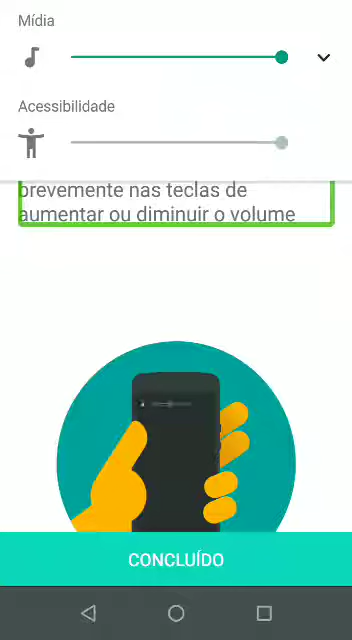 Mídia
Acessibilidade
brevemente nas teclas de
aumentar ou diminuir o volume
CONCLUÍDO